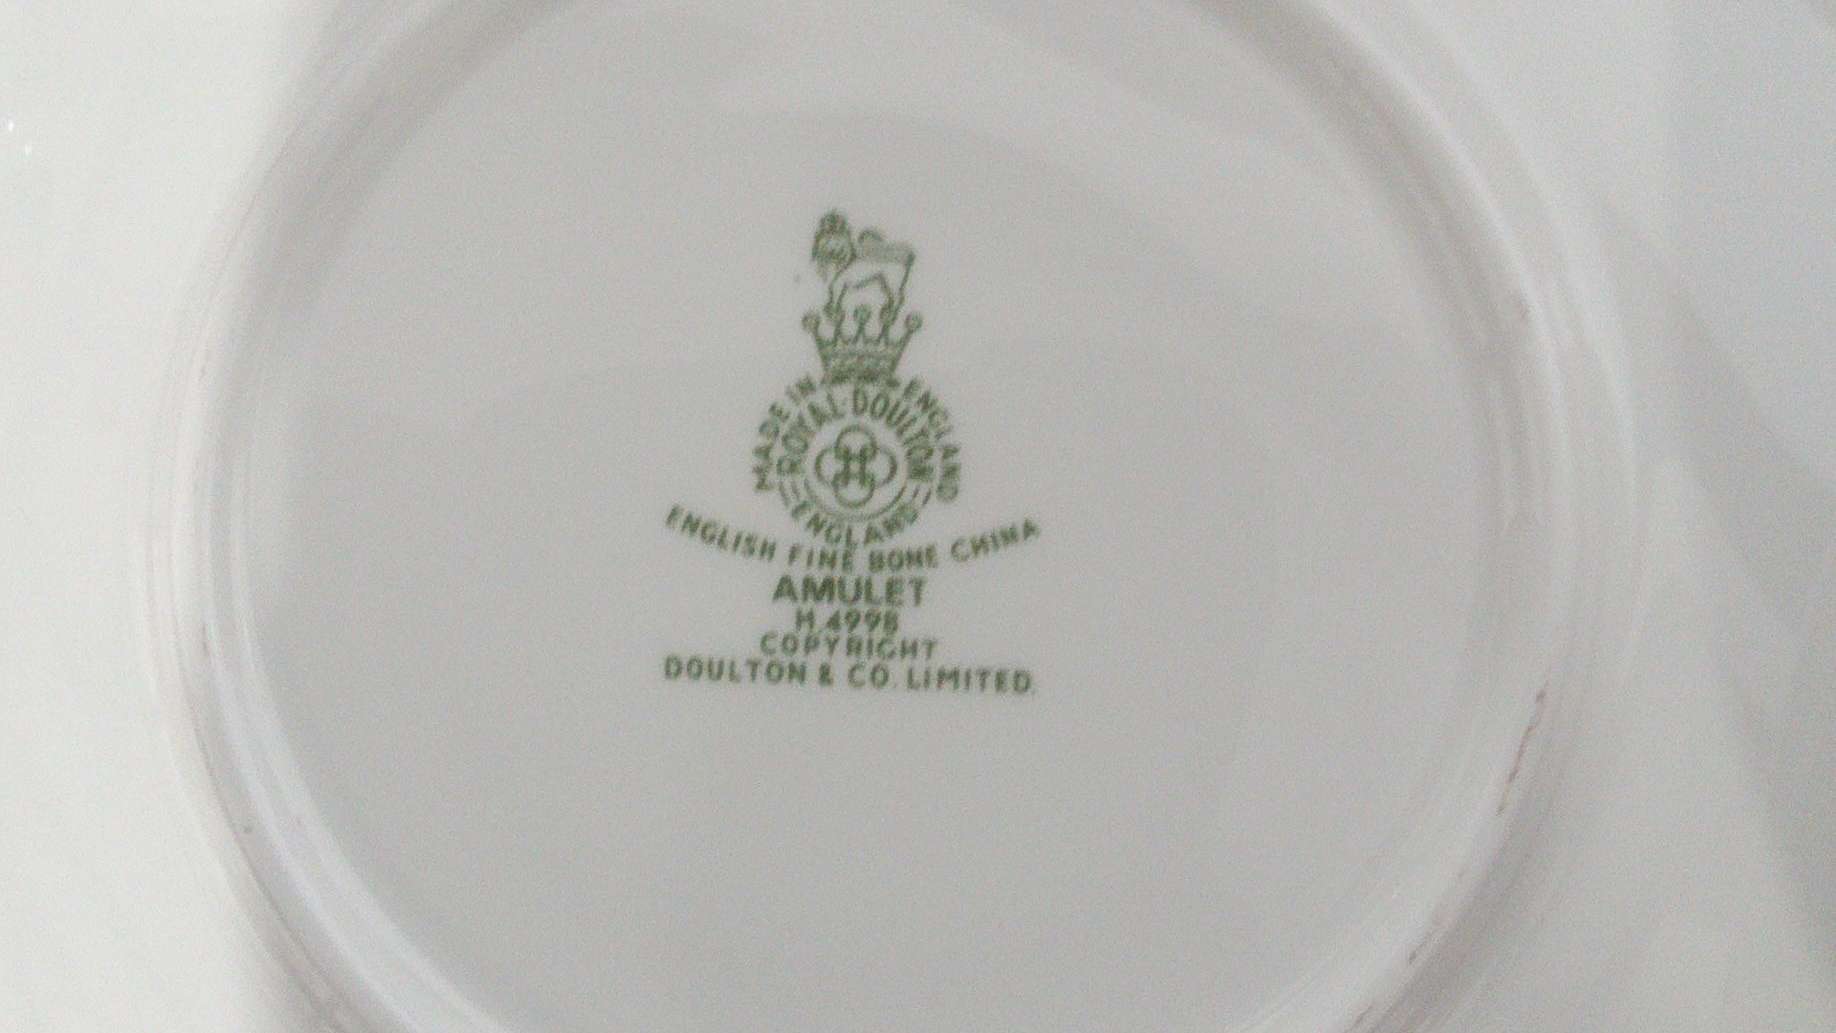 MADE IN ENGLAND
ROYAL DOULTON
ENGLAND
ENGLISH FINE BONE CHINA
AMULET
H.4998
COPYRIGHT
DOULTON & CO. LIMITED.